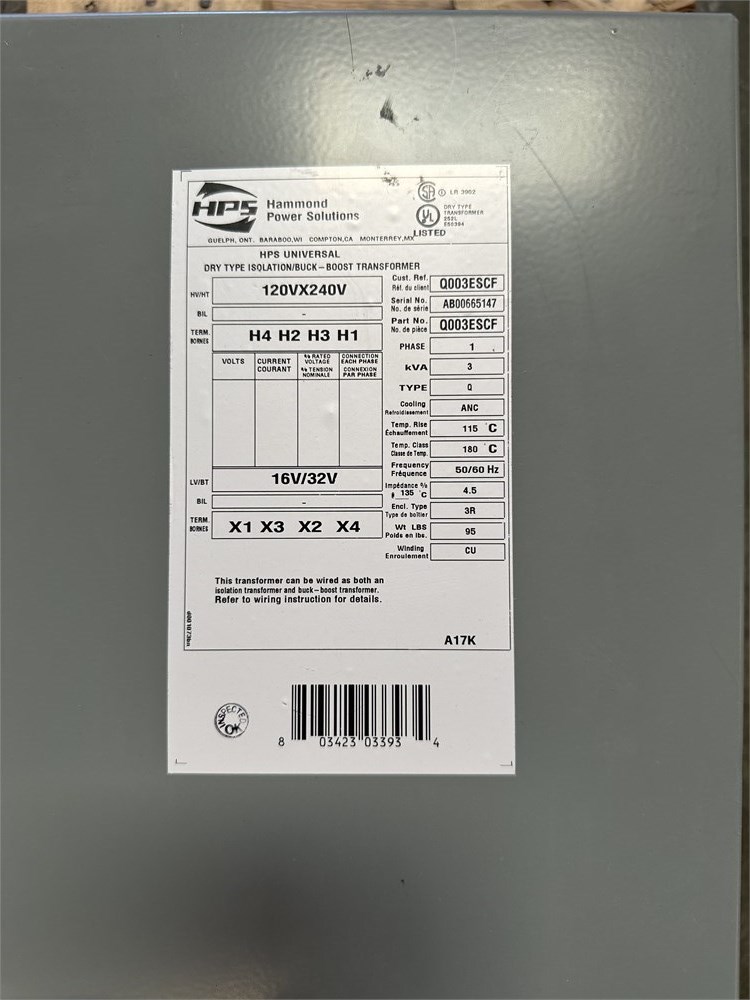 HPS Hammond
Power Solutions
SA LR 3902
UL DRY TYPE
TRANSFORMER
LISTED
GUELPH, ONT. BARABOO,WI COMPTON,CA MONTERREY,MX
HPS UNIVERSAL
DRY TYPE ISOLATION/BUCK-BOOST TRANSFORMER
HV/HT 120VX240V
BIL -
TERM. BORNES H4 H2 H3 H1
VOLTS
CURRENT COURANT
% RATED VOLTAGE
% TENSION NOMINALE
CONNECTION EACH PHASE
CONNEXION PAR PHASE
LV/BT 16V/32V
BIL -
TERM. BORNES X1 X3 X2 X4
Cust. Ref. Réf. du client Q003ESCF
Serial No. No. de série AB00665147
Part No. No. de pièce Q003ESCF
PHASE 1
kVA 3
TYPE Q
Cooling Refroidissement ANC
Temp. Rise Échauffement 115 °C
Temp. Class Classe de Temp. 180 °C
Frequency Fréquence 50/60 Hz
Impédance % 135 °C 4.5
Encl. Type Type de boîtier 3R
Wt LBS Poids en lbs. 95
Winding Enroulement CU
This transformer can be wired as both an
isolation transformer and buck-boost transformer.
Refer to wiring instruction for details.
A17K
INSPECTED OK
8 03423 03393 4